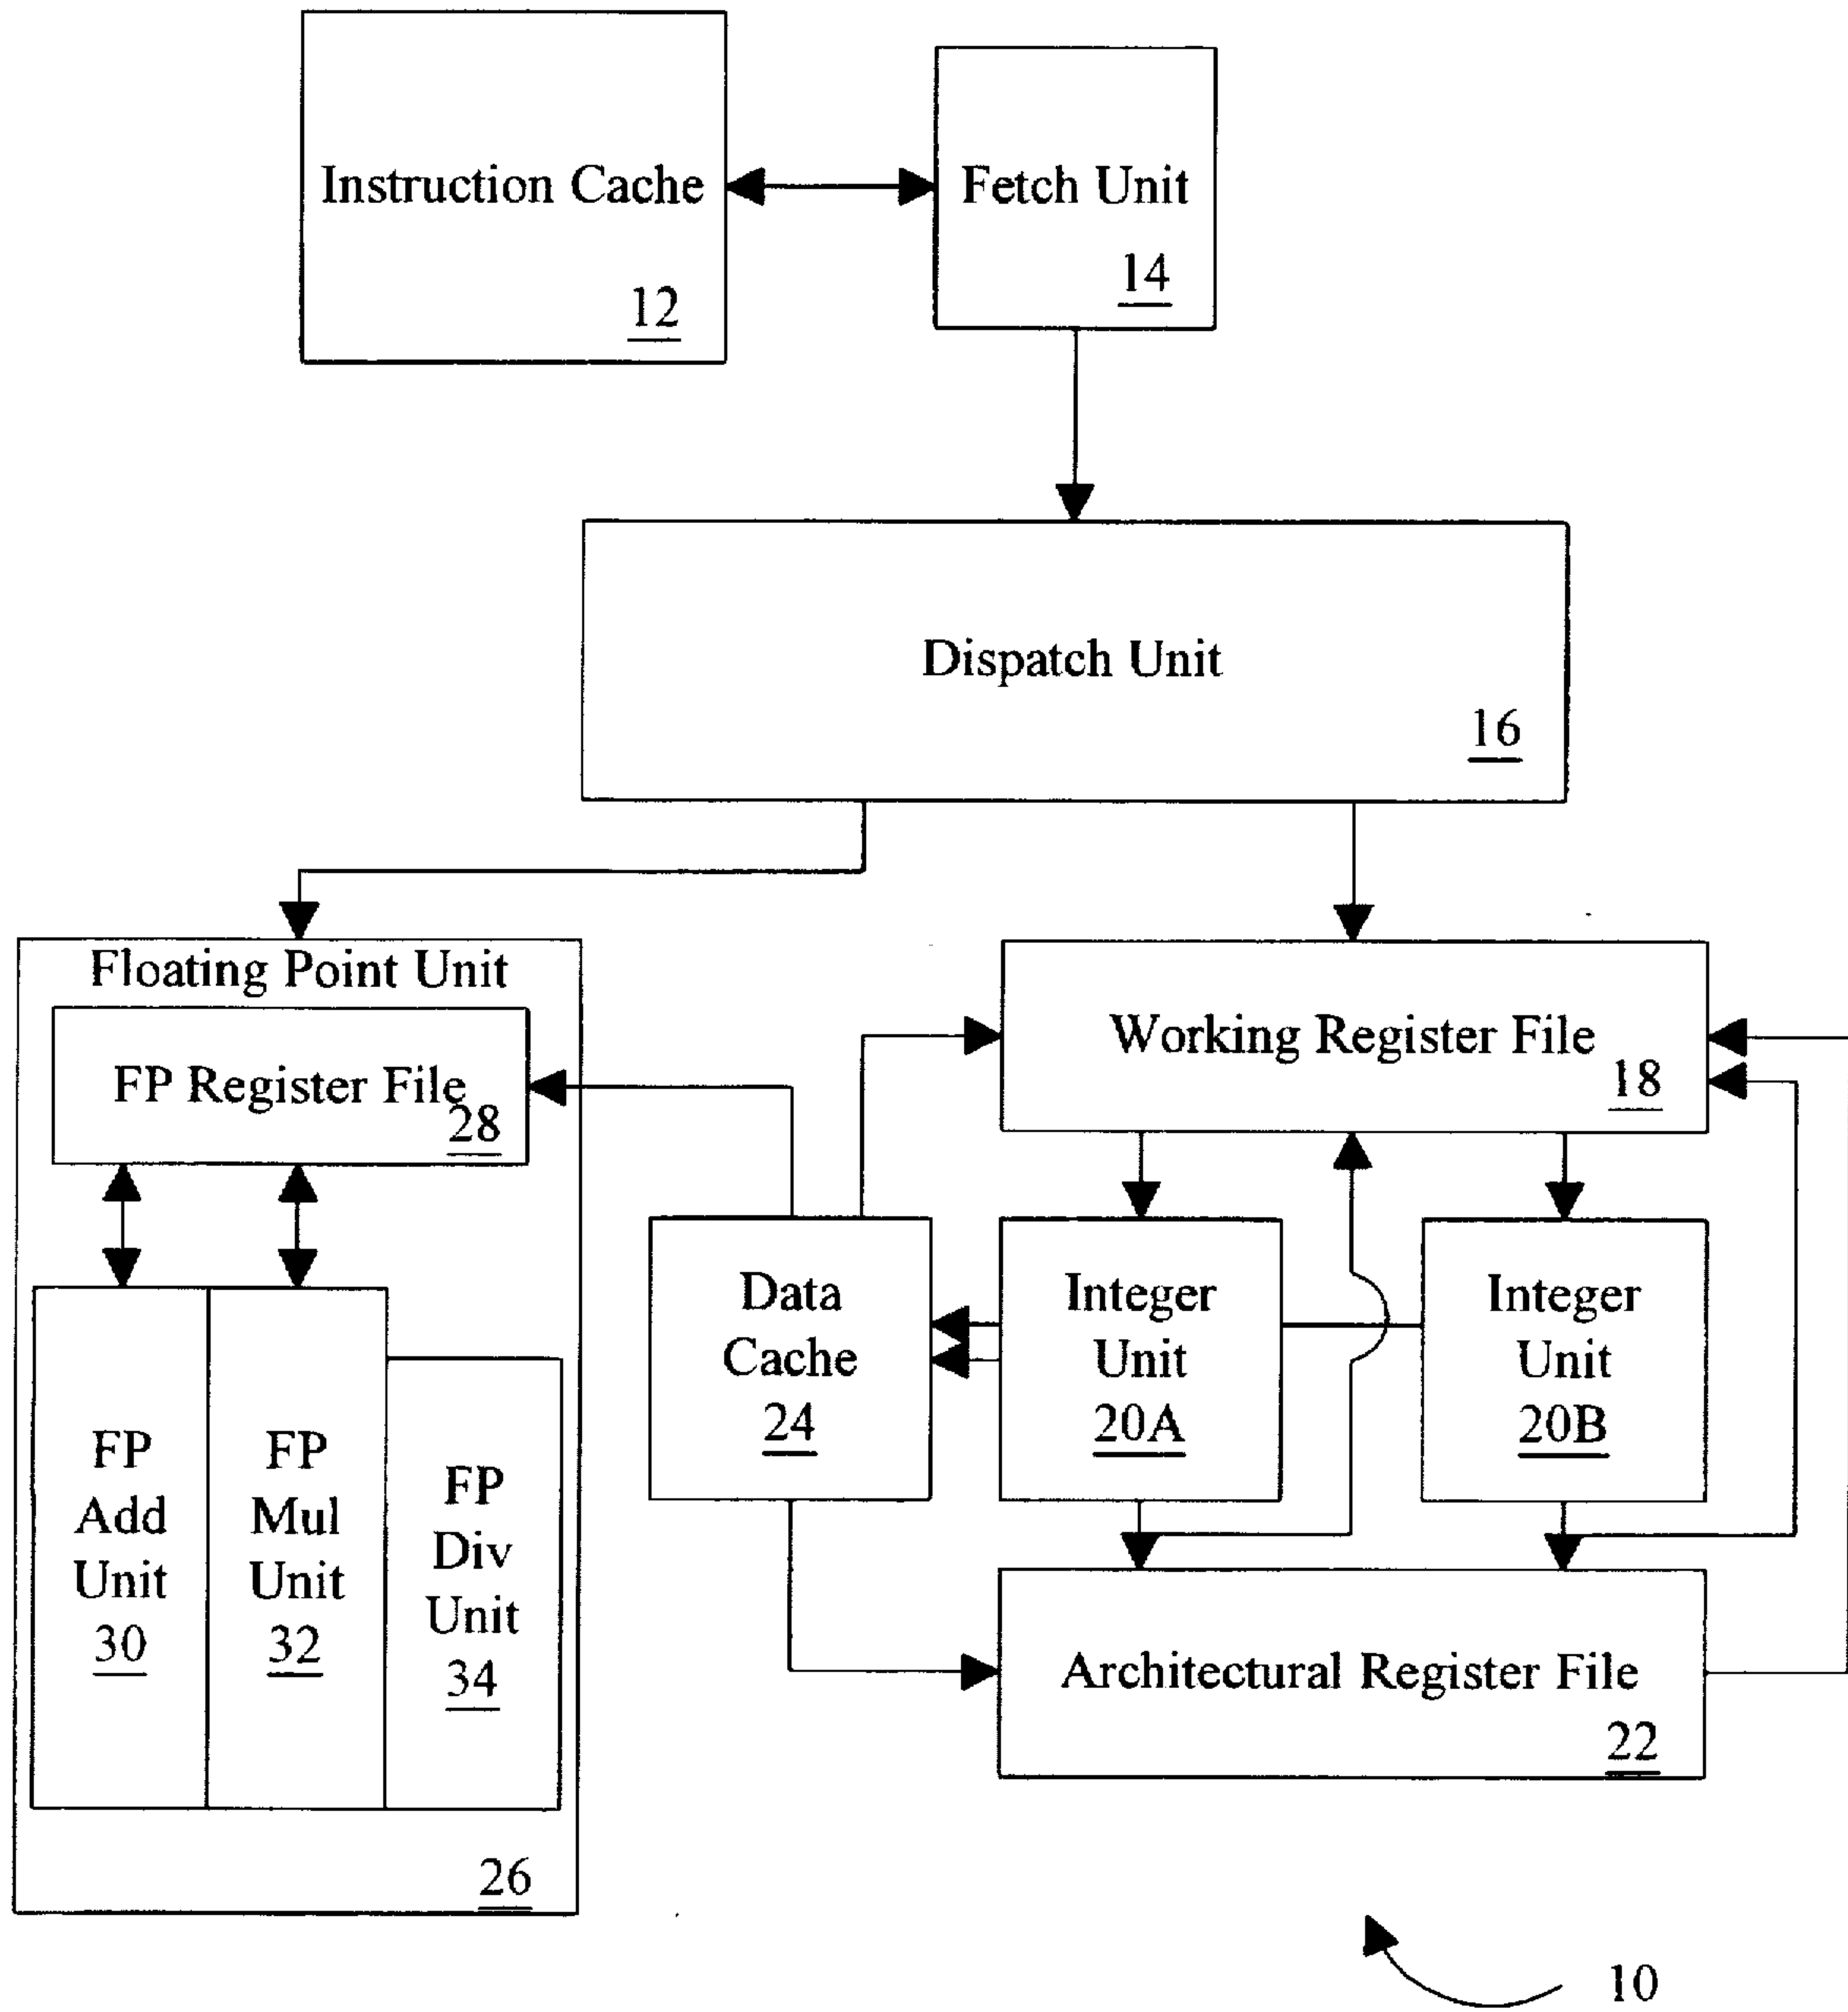 Instruction Cache
12
Fetch Unit
14
Dispatch Unit
16
Floating Point Unit
FP Register File
28
FP
Add
Unit
30
FP
Mul
Unit
32
FP
Div
Unit
34
26
Working Register File
18
Data
Cache
24
Integer
Unit
20A
Integer
Unit
20B
Architectural Register File
22
10